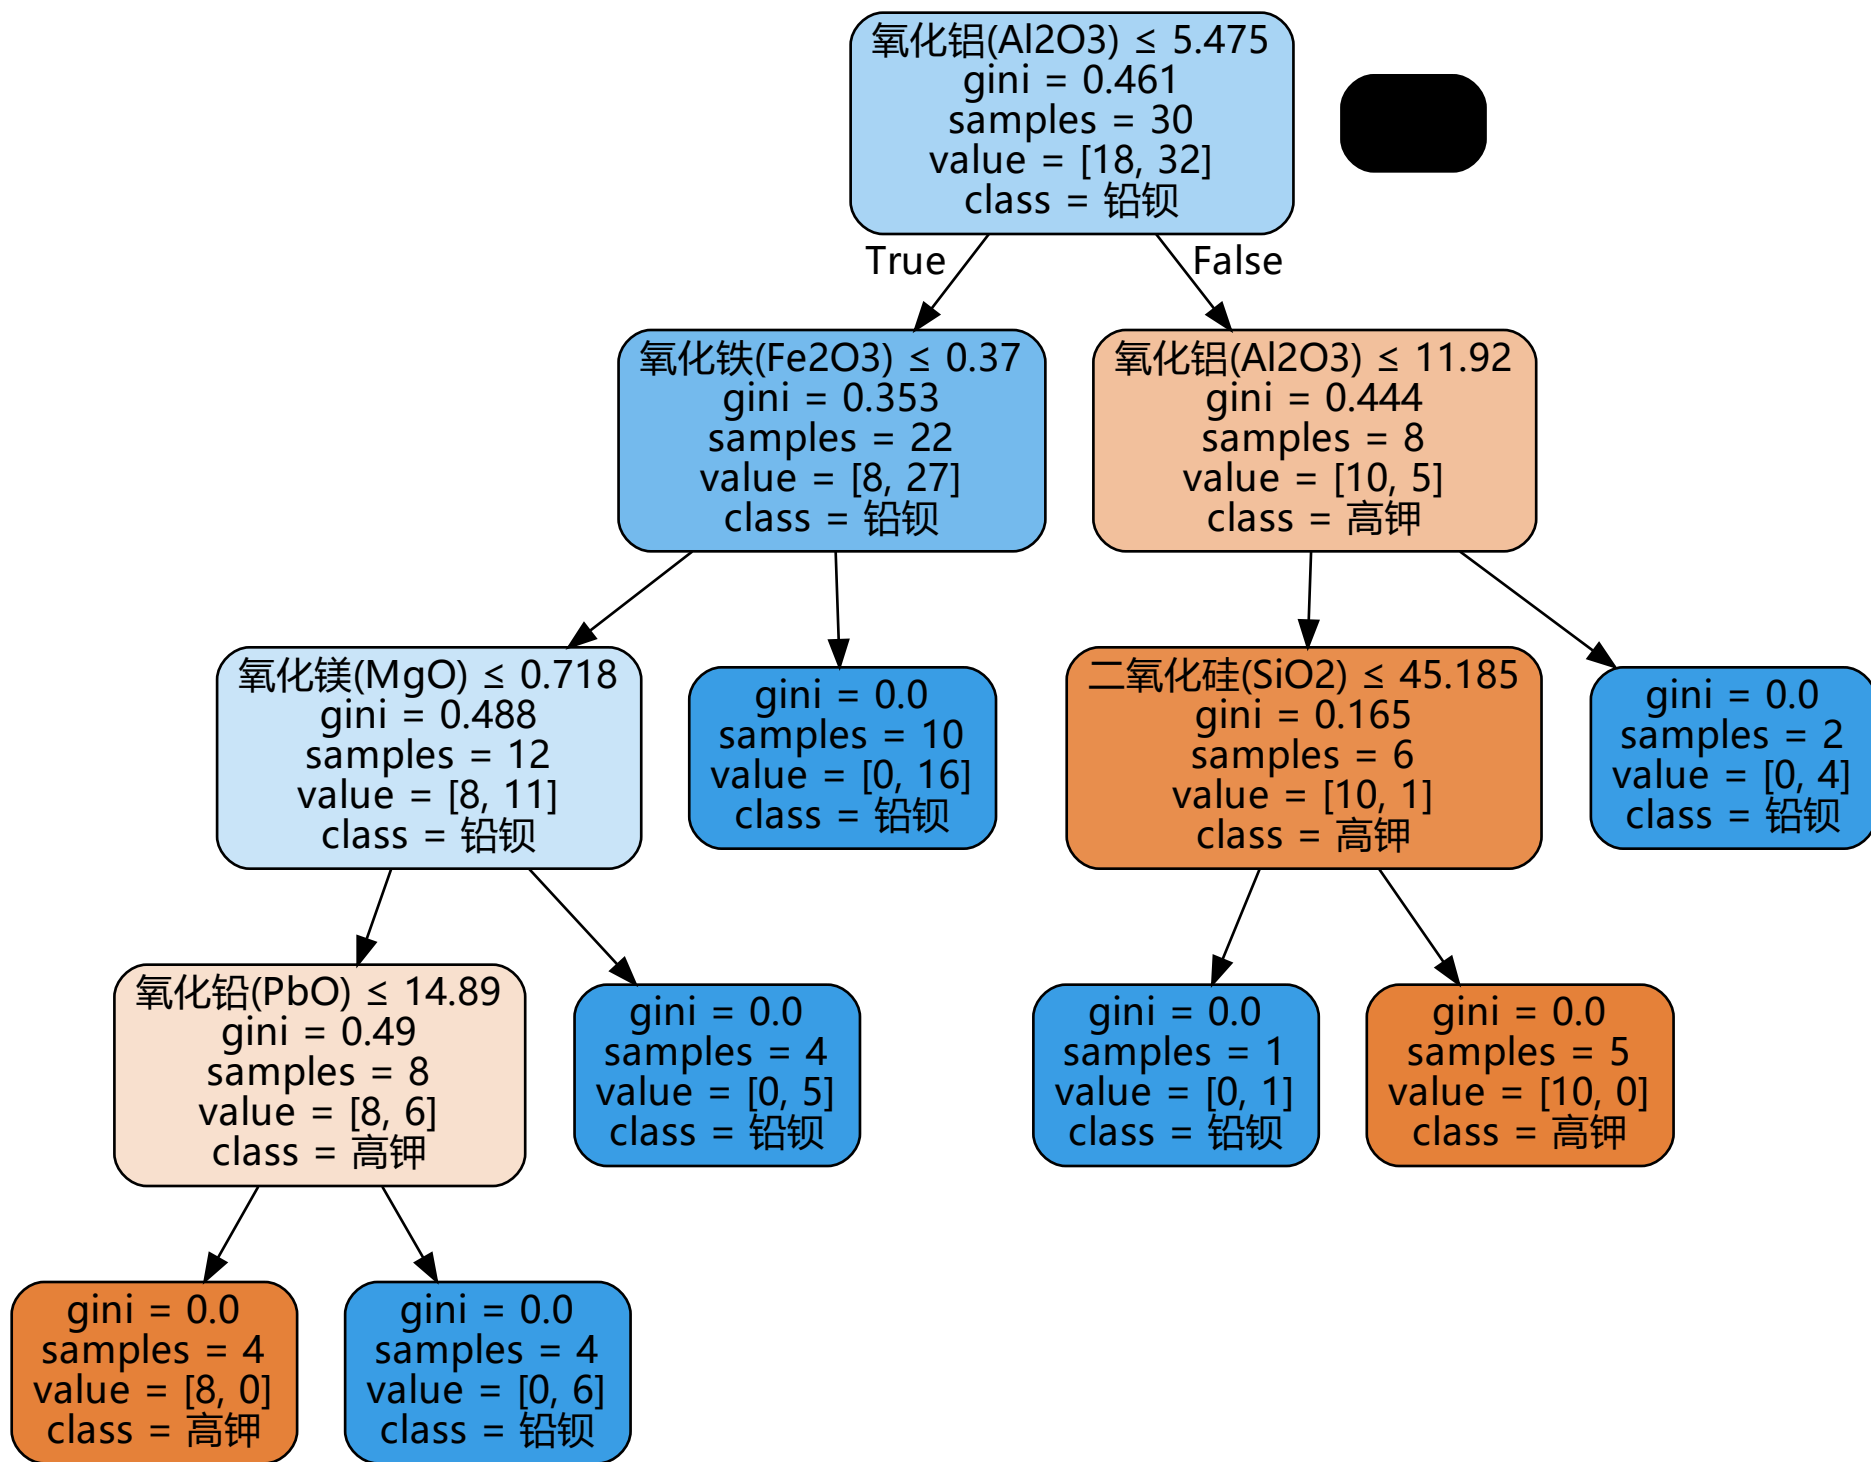 氧化铝(Al2O3) ≤ 5.475
gini = 0.461
samples = 30
value = [18, 32]
class = 铅钡
True
False
氧化铁(Fe2O3) ≤ 0.37
gini = 0.353
samples = 22
value = [8, 27]
class = 铅钡
氧化铝(Al2O3) ≤ 11.92
gini = 0.444
samples = 8
value = [10, 5]
class = 高钾
氧化镁(MgO) ≤ 0.718
gini = 0.488
samples = 12
value = [8, 11]
class = 铅钡
gini = 0.0
samples = 10
value = [0, 16]
class = 铅钡
二氧化硅(SiO2) ≤ 45.185
gini = 0.165
samples = 6
value = [10, 1]
class = 高钾
gini = 0.0
samples = 2
value = [0, 4]
class = 铅钡
氧化铅(PbO) ≤ 14.89
gini = 0.49
samples = 8
value = [8, 6]
class = 高钾
gini = 0.0
samples = 4
value = [0, 5]
class = 铅钡
gini = 0.0
samples = 1
value = [0, 1]
class = 铅钡
gini = 0.0
samples = 5
value = [10, 0]
class = 高钾
gini = 0.0
samples = 4
value = [8, 0]
class = 高钾
gini = 0.0
samples = 4
value = [0, 6]
class = 铅钡